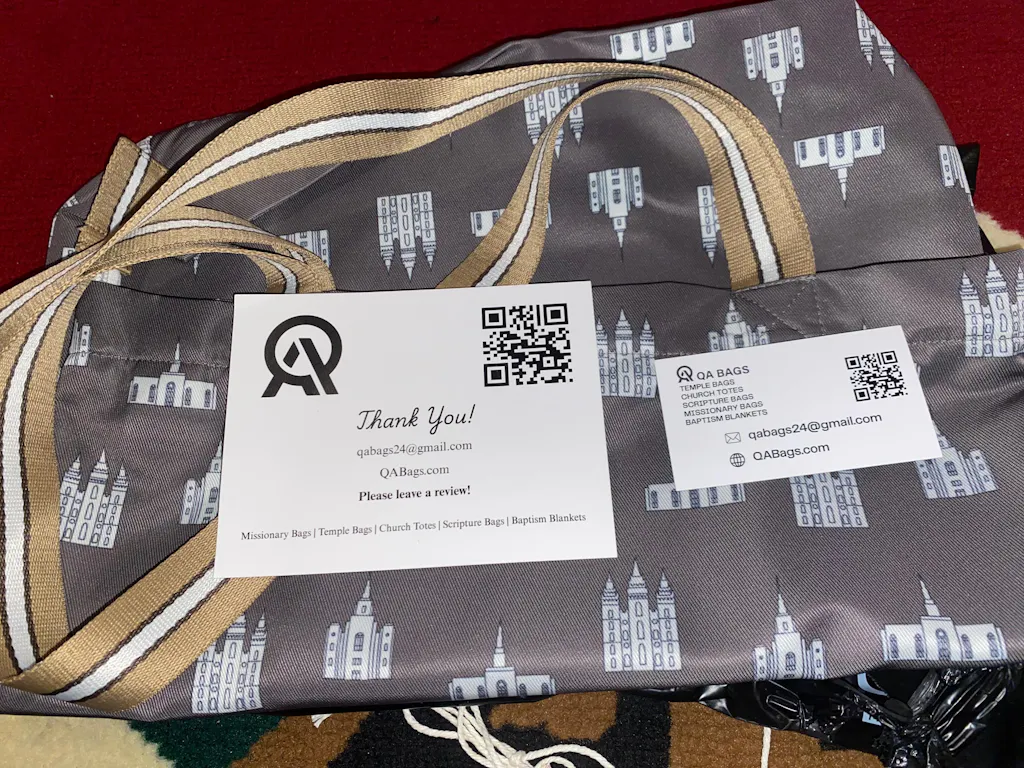 Thank You!
qabags24@gmail.com
QABags.com
Please leave a review!
Missionary Bags | Temple Bags | Church Totes | Scripture Bags | Baptism Blankets
QA BAGS
TEMPLE BAGS
CHURCH TOTES
SCRIPTURE BAGS
MISSIONARY BAGS
BAPTISM BLANKETS
qabags24@gmail.com
QABags.com